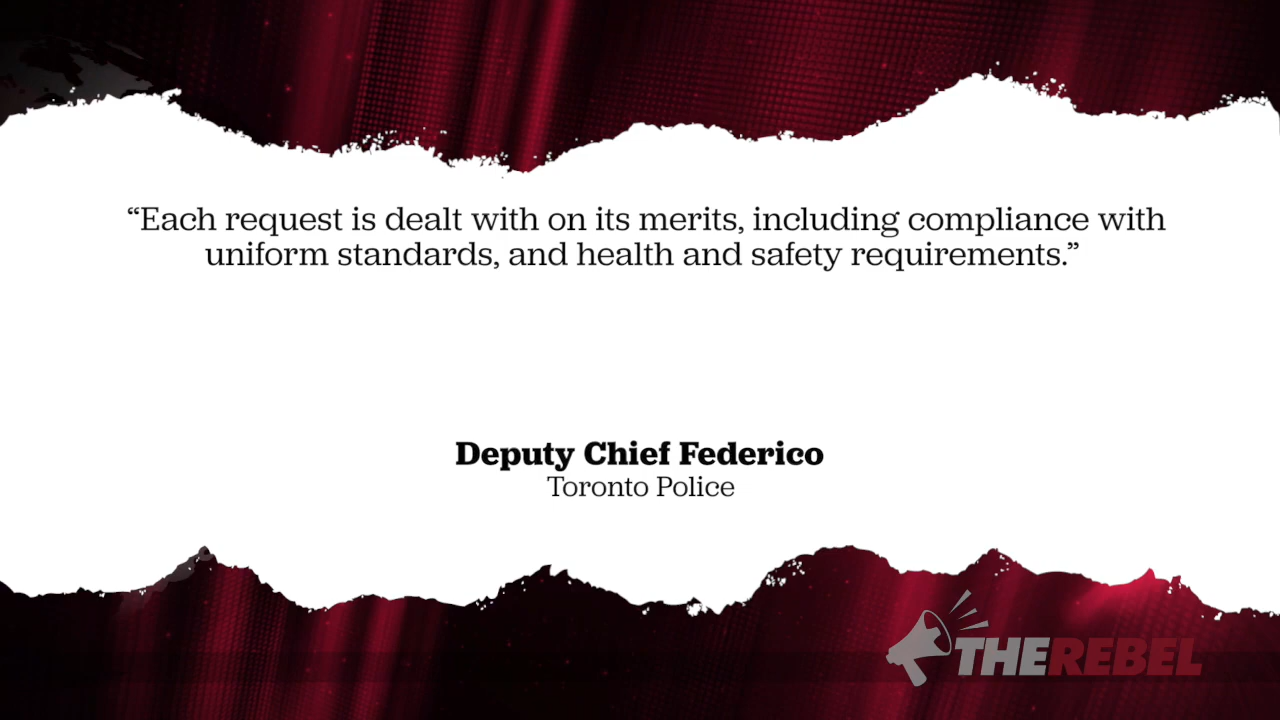 “Each request is dealt with on its merits, including compliance with
uniform standards, and health and safety requirements.”
Deputy Chief Federico
Toronto Police
THEREBEL